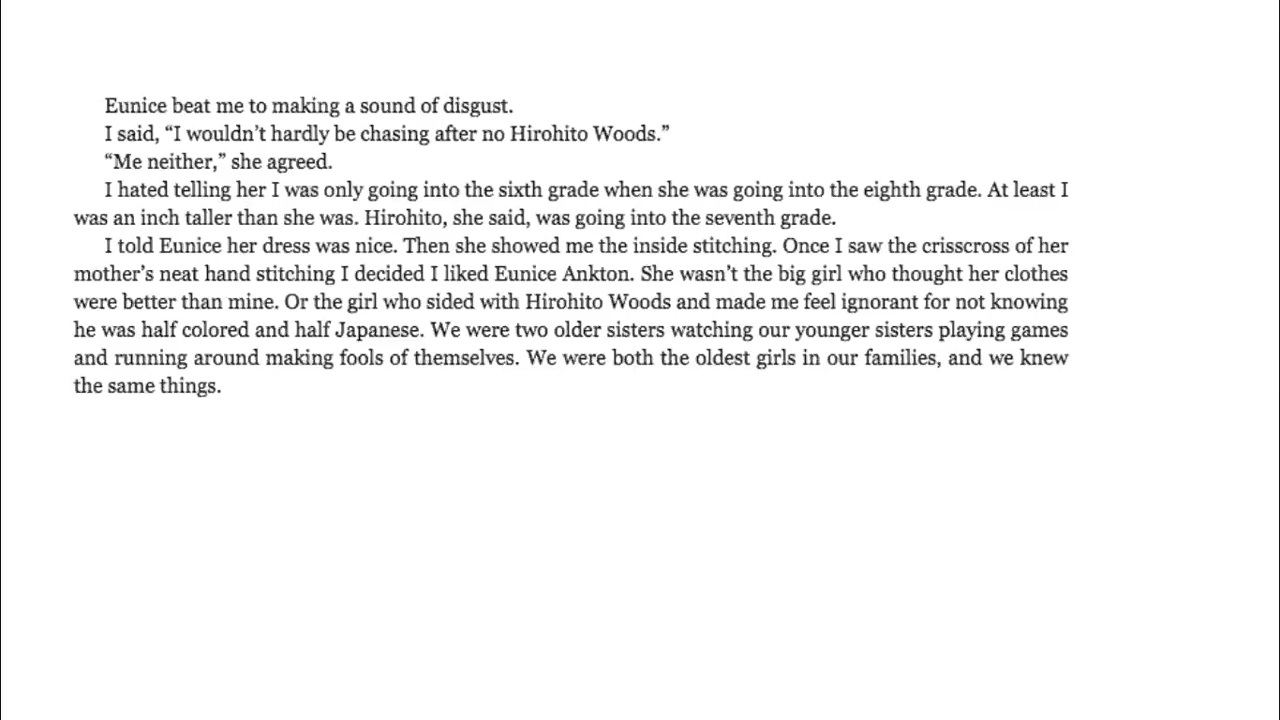 Eunice beat me to making a sound of disgust.
I said, “I wouldn’t hardly be chasing after no Hirohito Woods.”
“Me neither,” she agreed.
I hated telling her I was only going into the sixth grade when she was going into the eighth grade. At least I
was an inch taller than she was. Hirohito, she said, was going into the seventh grade.
I told Eunice her dress was nice. Then she showed me the inside stitching. Once I saw the crisscross of her
mother’s neat hand stitching I decided I liked Eunice Ankton. She wasn’t the big girl who thought her clothes
were better than mine. Or the girl who sided with Hirohito Woods and made me feel ignorant for not knowing
he was half colored and half Japanese. We were two older sisters watching our younger sisters playing games
and running around making fools of themselves. We were both the oldest girls in our families, and we knew
the same things.